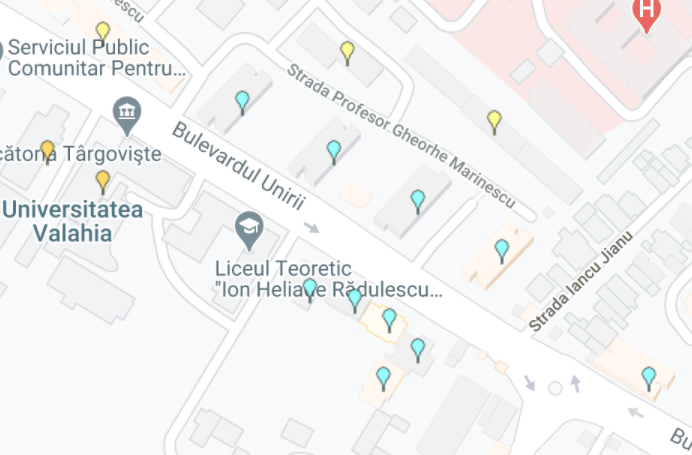 escu
H
Serviciul Public
Comunitar Pentru...
Strada Profesor Gheorhe Marinescu
Bulevardul Unirii
cătoria Târgoviște
Universitatea
Valahia
Liceul Teoretic
"Ion Heliade Rădulescu...
Strada Iancu Jianu
Bu